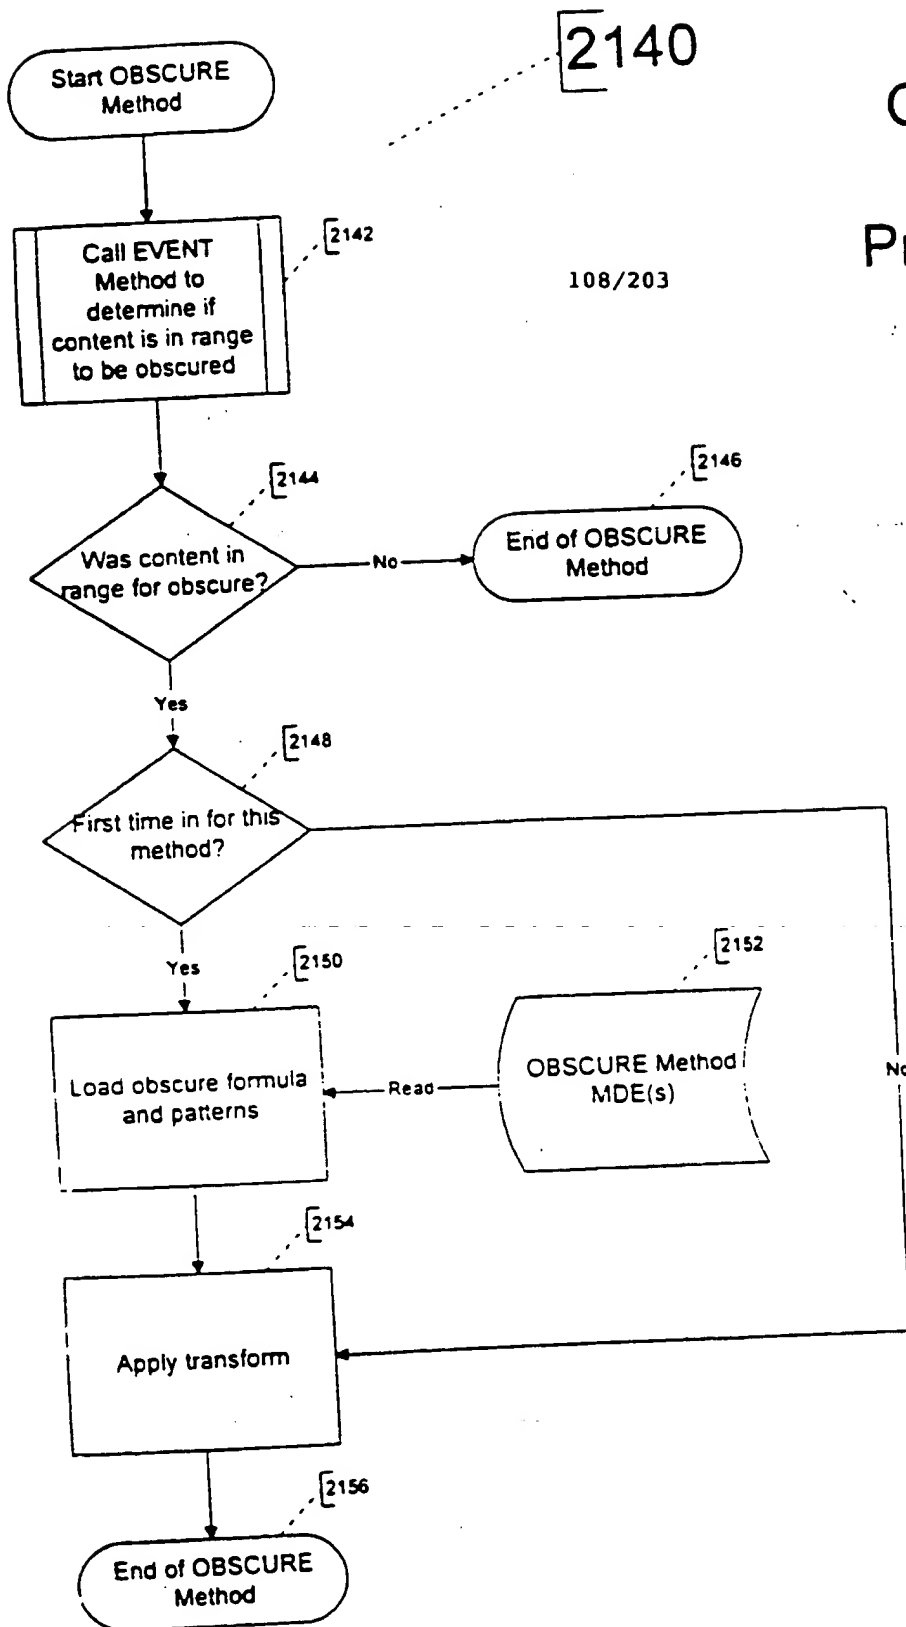 2140
Start OBSCURE
Method
2142
Call EVENT
Method to
determine if
content is in range
to be obscured
108/203
2144
2146
Was content in
range for obscure?
No
End of OBSCURE
Method
Yes
2148
First time in for this
method?
Yes
2150
2152
Load obscure formula
and patterns
Read
OBSCURE Method
MDE(s)
No
2154
Apply transform
2156
End of OBSCURE
Method